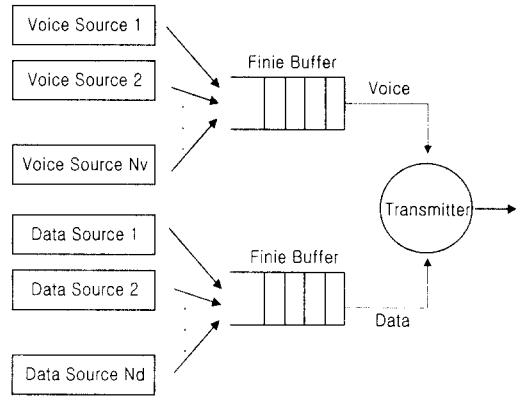 Voice Source 1
Voice Source 2
Voice Source Nv
Finie Buffer
Voice
Transmitter
Data Source 1
Data Source 2
Data Source Nd
Finie Buffer
Data